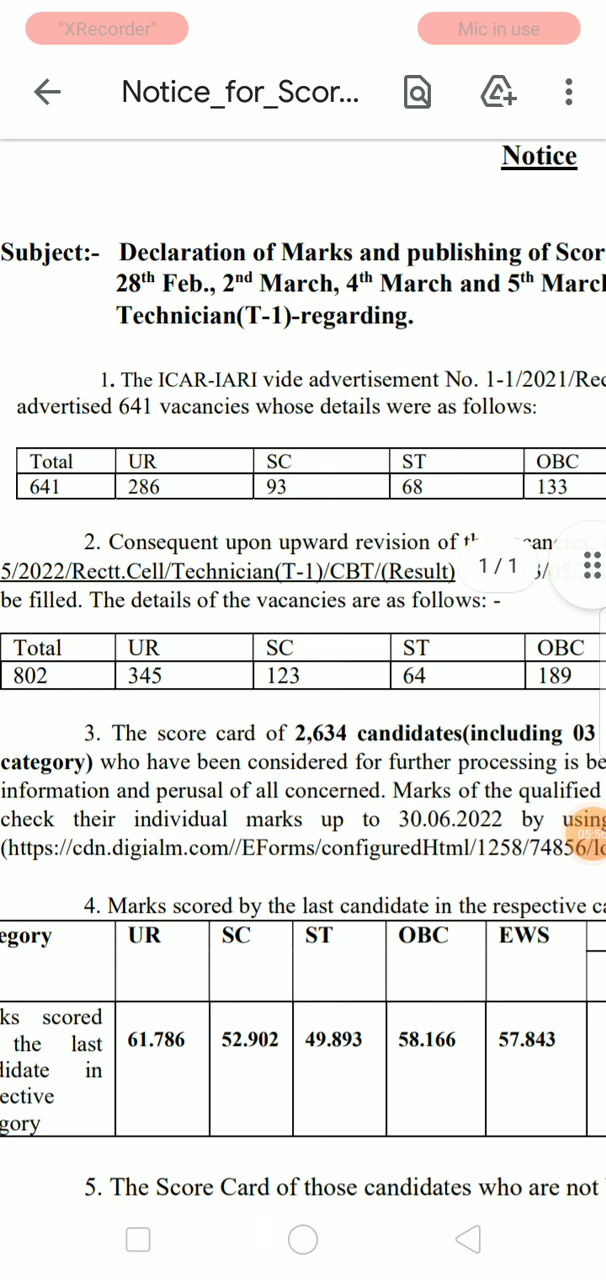 "XRecorder"
Mic in use
Notice_for_Scor...
Notice
Subject:- Declaration of Marks and publishing of Scor
28th Feb., 2nd March, 4th March and 5th March
Technician(T-1)-regarding.
1. The ICAR-IARI vide advertisement No. 1-1/2021/Rec
advertised 641 vacancies whose details were as follows:
Total UR SC ST OBC
641 286 93 68 133
2. Consequent upon upward revision of
5/2022/Rectt.Cell/Technician(T-1)/CBT/(Result)
1/1
be filled. The details of the vacancies are as follows: -
Total UR SC ST OBC
802 345 123 64 189
3. The score card of 2,634 candidates(including 03
category) who have been considered for further processing is be
information and perusal of all concerned. Marks of the qualified
check their individual marks up to 30.06.2022 by using
(https://cdn.digialm.com//EForms/configuredHtml/1258/74856/lo
4. Marks scored by the last candidate in the respective ca
egory UR SC ST OBC EWS
ks scored
the last
didate in
ective
gory
61.786 52.902 49.893 58.166 57.843
5. The Score Card of those candidates who are not